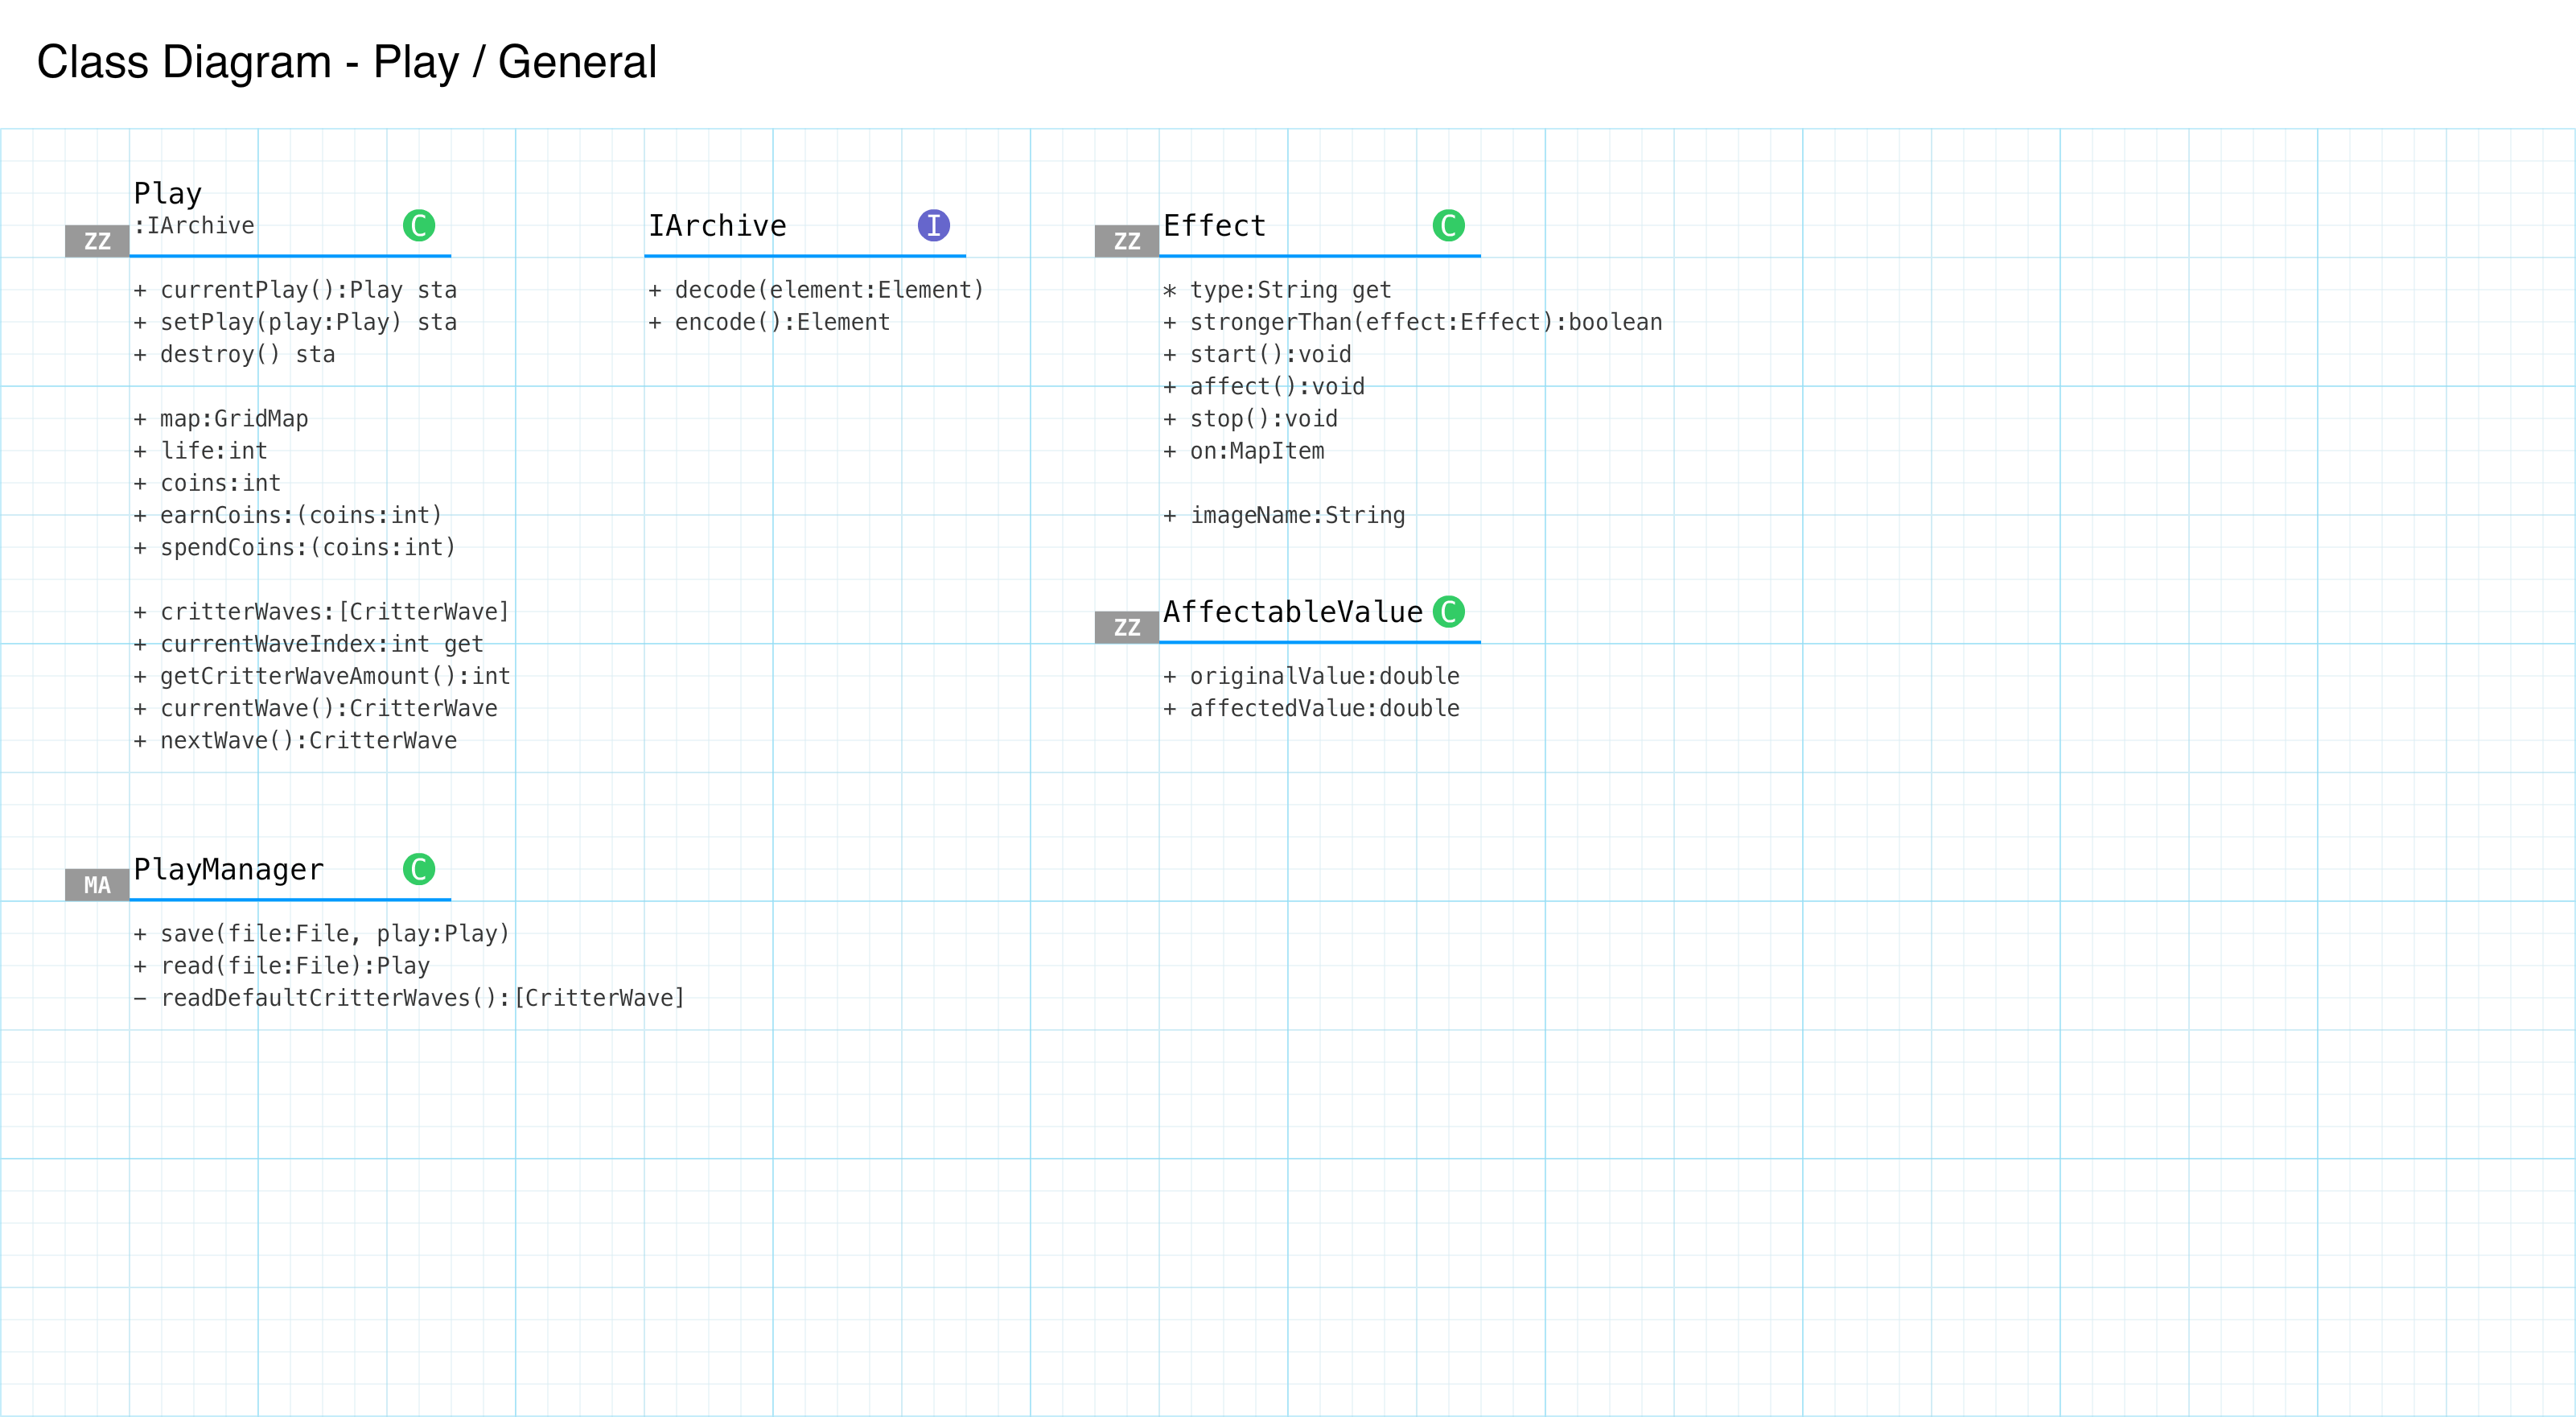 Class Diagram - Play / General
Play
:IArchive
C
ZZ
+ currentPlay():Play sta
+ setPlay(play:Play) sta
+ destroy() sta
+ map:GridMap
+ life:int
+ coins:int
+ earnCoins:(coins:int)
+ spendCoins:(coins:int)
+ critterWaves:[CritterWave]
+ currentWaveIndex:int get
+ getCritterWaveAmount():int
+ currentWave():CritterWave
+ nextWave():CritterWave
PlayManager
C
MA
+ save(file:File, play:Play)
+ read(file:File):Play
− readDefaultCritterWaves():[CritterWave]
IArchive
I
+ decode(element:Element)
+ encode():Element
Effect
C
ZZ
* type:String get
+ strongerThan(effect:Effect):boolean
+ start():void
+ affect():void
+ stop():void
+ on:MapItem
+ imageName:String
AffectableValue
C
ZZ
+ originalValue:double
+ affectedValue:double